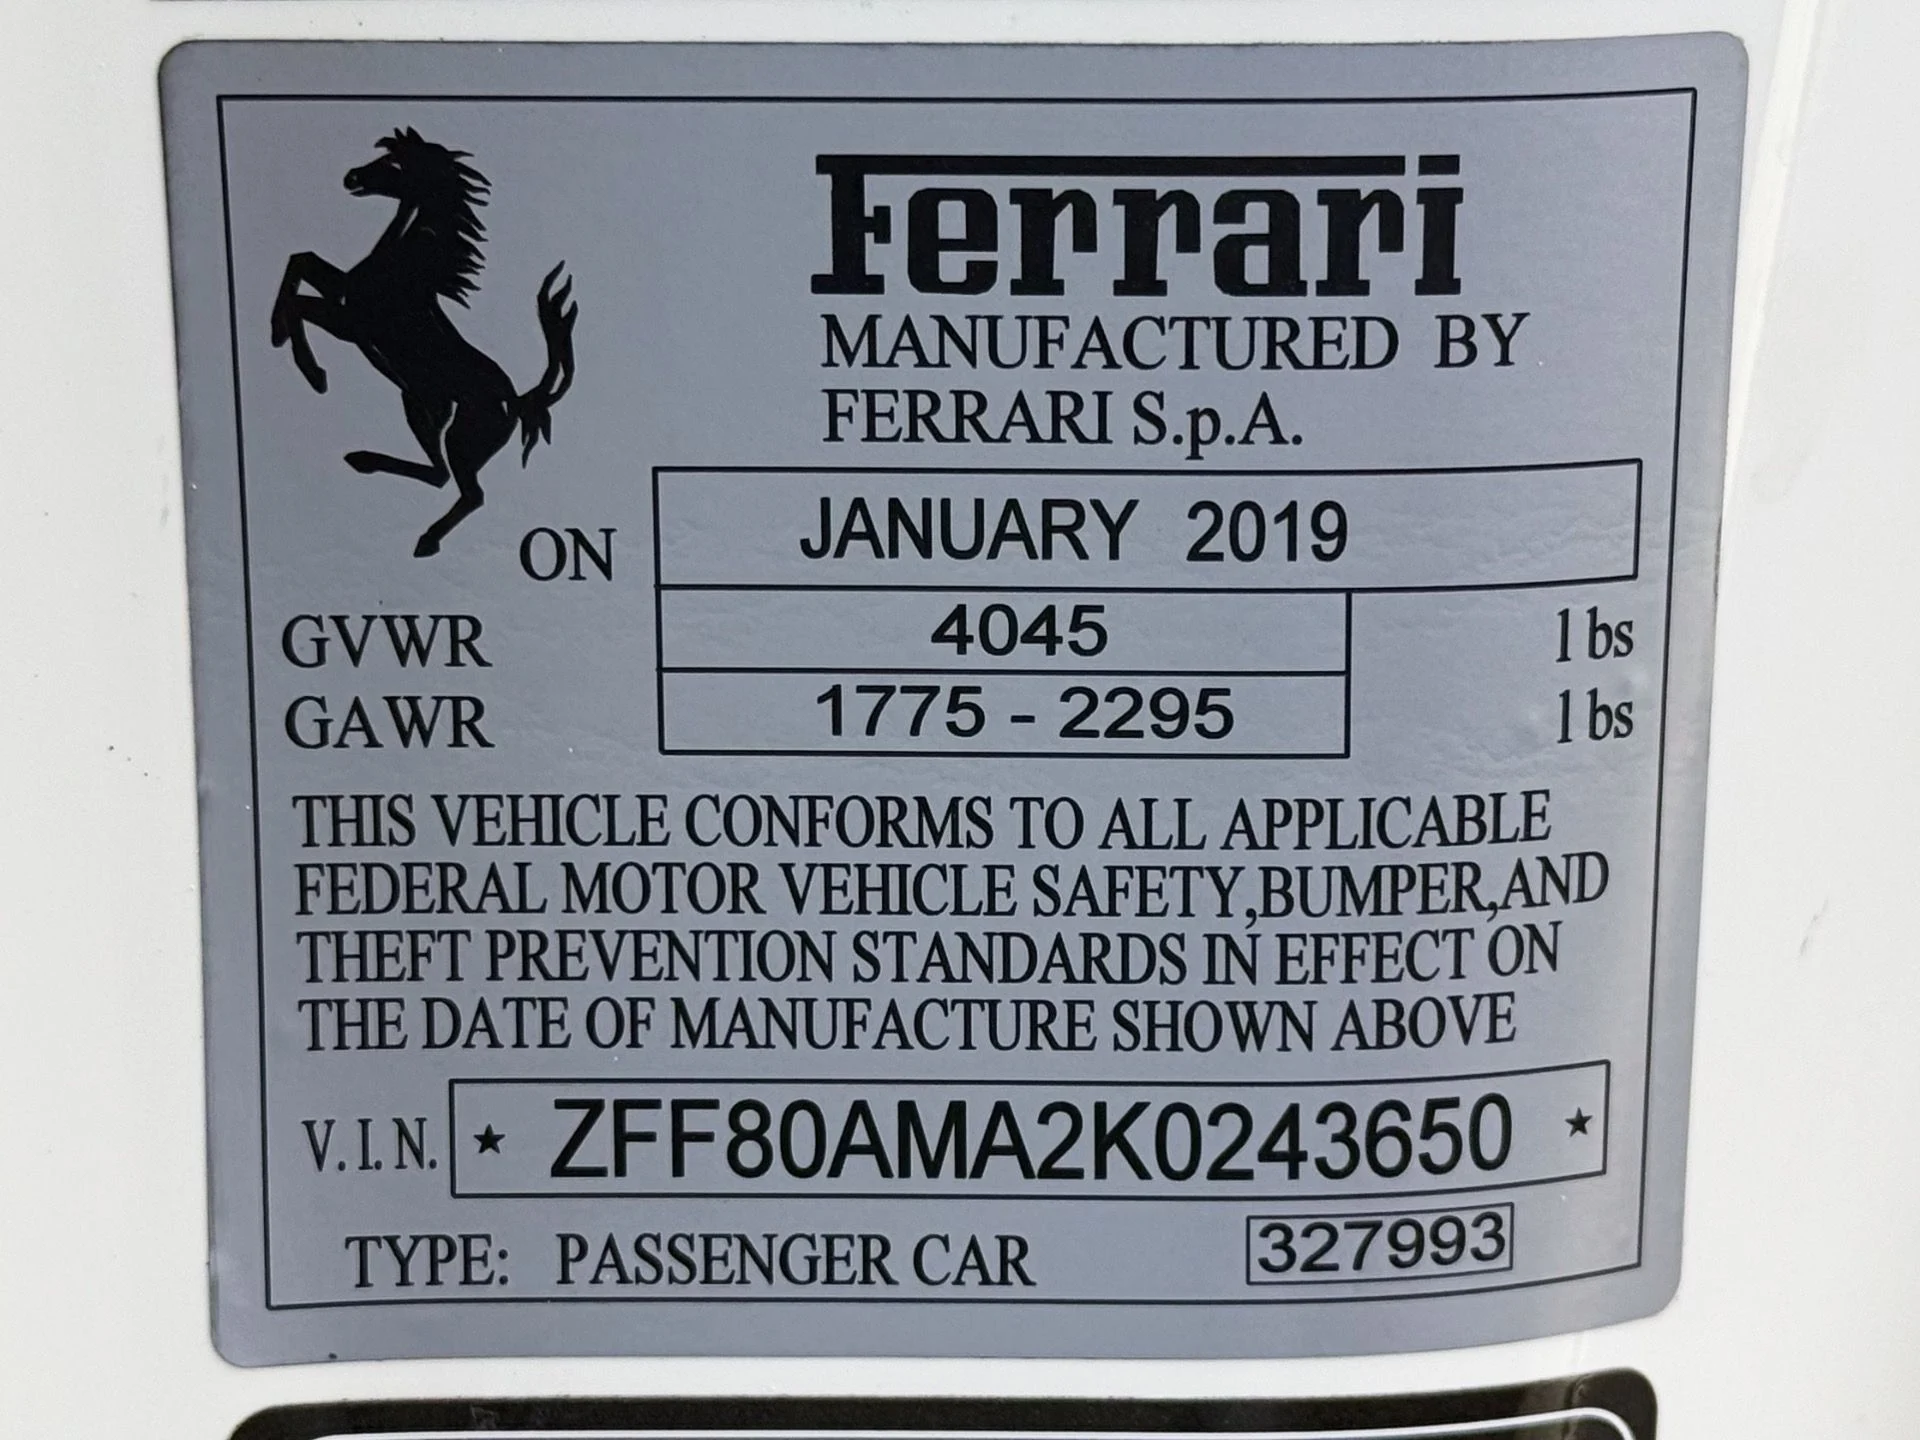 Ferrari
MANUFACTURED BY
FERRARI S.p.A.
ON JANUARY 2019
GVWR 4045 lbs
GAWR 1775 - 2295 lbs
THIS VEHICLE CONFORMS TO ALL APPLICABLE
FEDERAL MOTOR VEHICLE SAFETY,BUMPER,AND
THEFT PREVENTION STANDARDS IN EFFECT ON
THE DATE OF MANUFACTURE SHOWN ABOVE
V.I.N. ★ ZFF80AMA2K0243650 ★
TYPE: PASSENGER CAR 327993